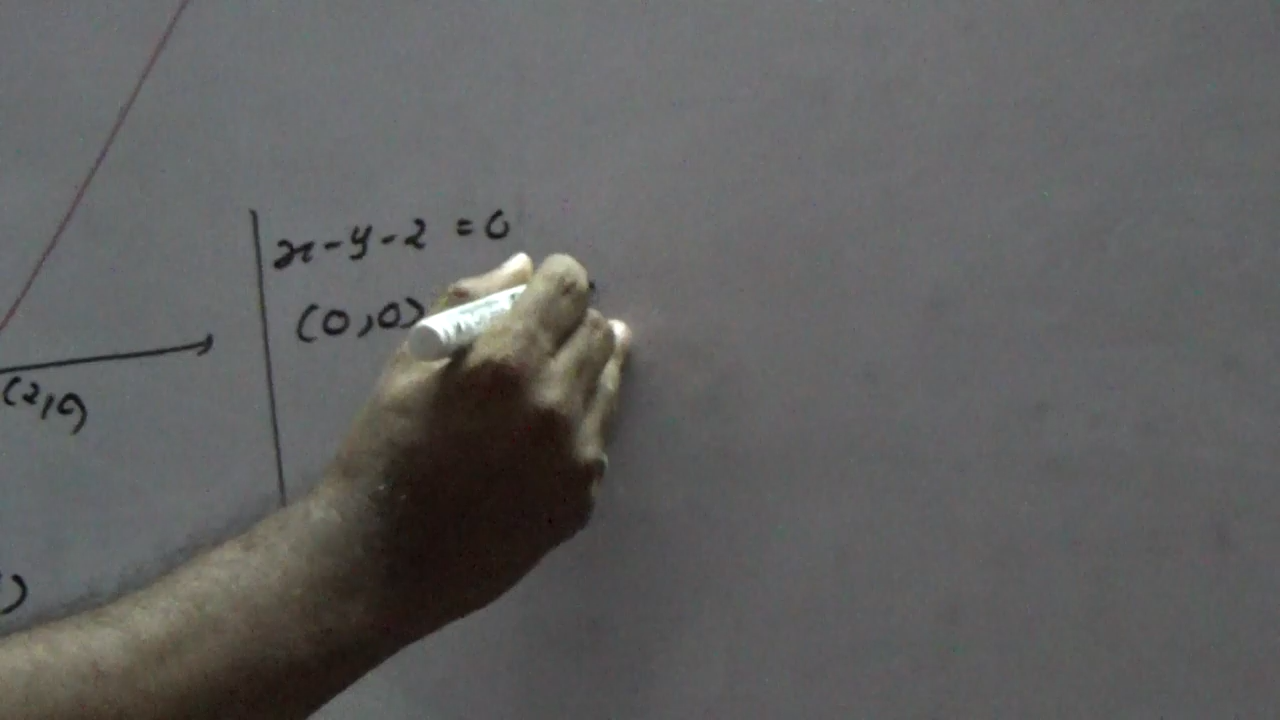 x-y-2 = 0
(0,0)
(2,0)
)